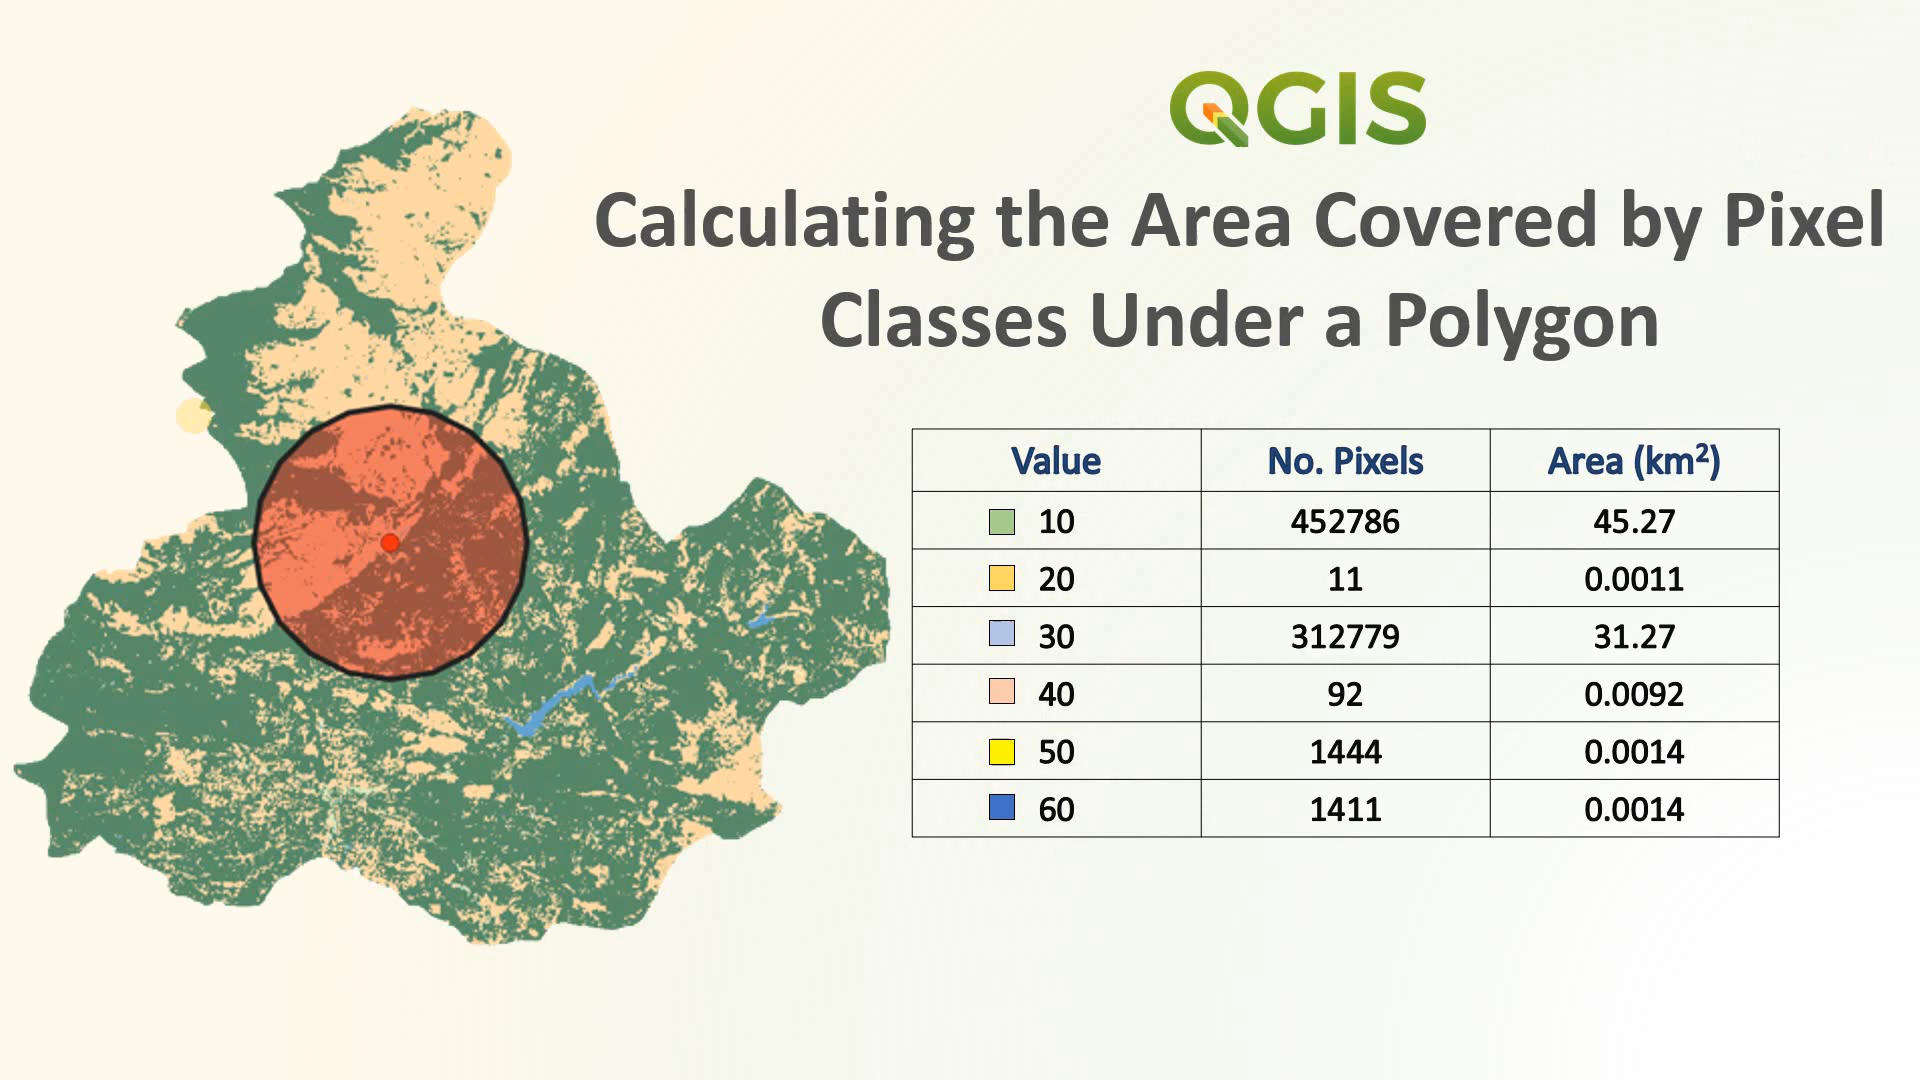 QGIS
Calculating the Area Covered by Pixel
Classes Under a Polygon
Value No. Pixels Area (km²)
10 452786 45.27
20 11 0.0011
30 312779 31.27
40 92 0.0092
50 1444 0.0014
60 1411 0.0014